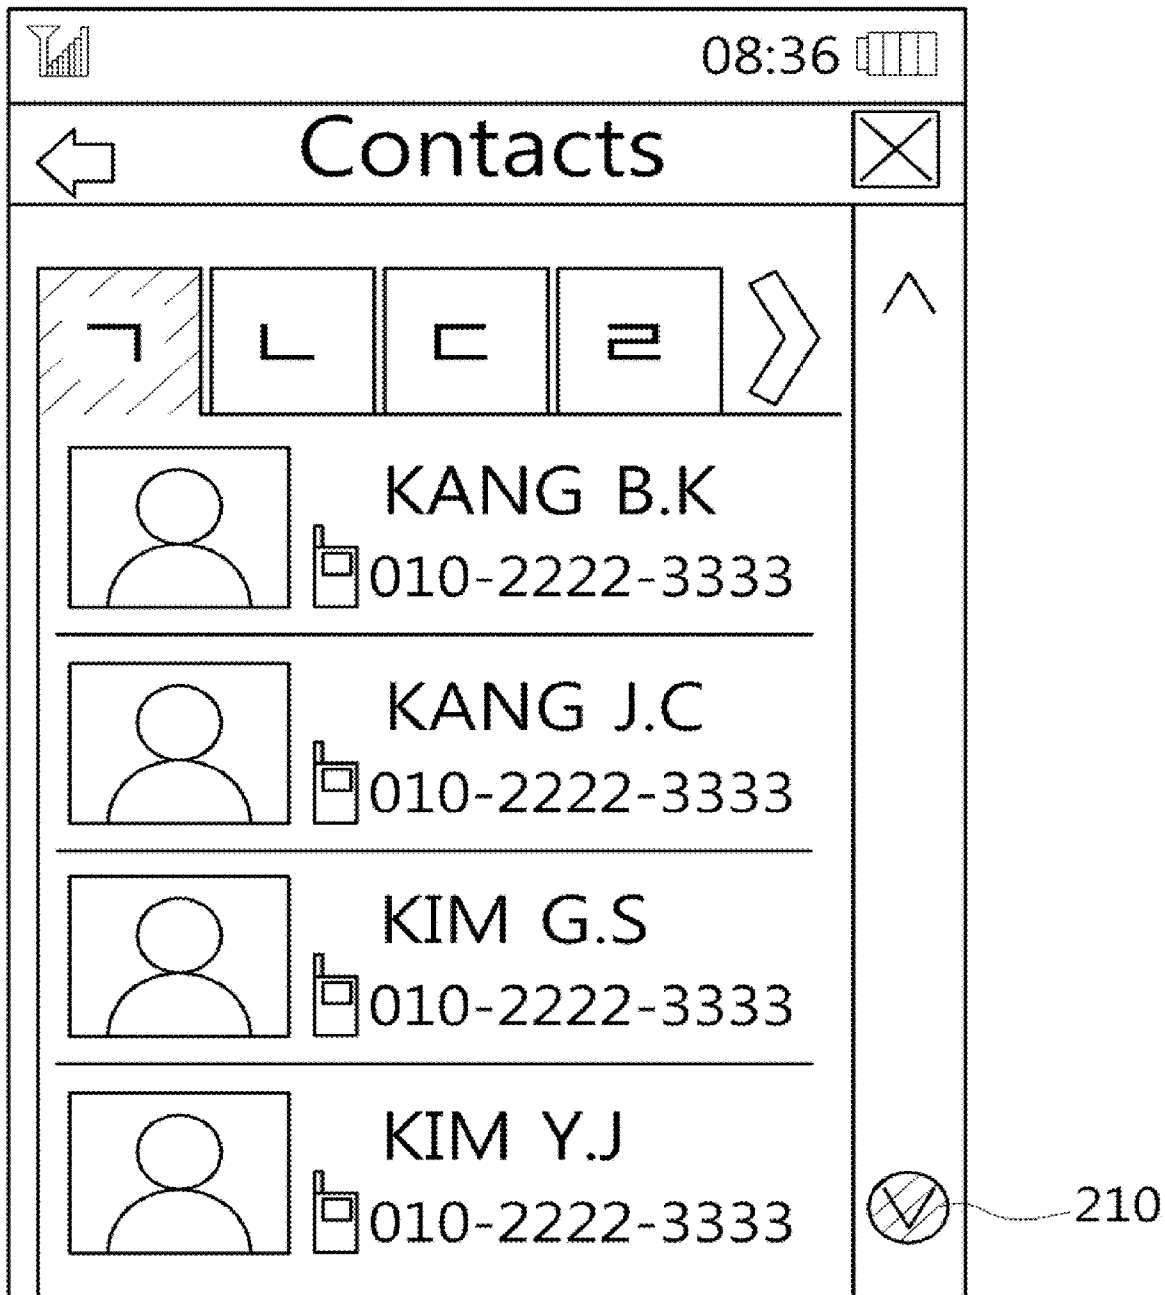 08:36
Contacts
ㄱ ㄴ ㄷ ㄹ
KANG B.K
010-2222-3333
KANG J.C
010-2222-3333
KIM G.S
010-2222-3333
KIM Y.J
010-2222-3333
210